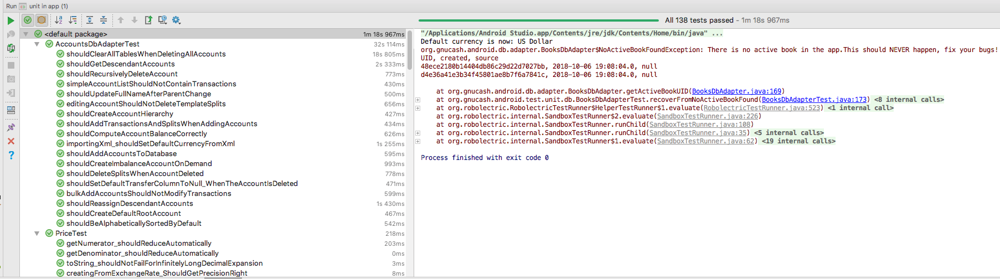 Run unit in app (1)
All 138 tests passed - 1m 18s 967ms
<default package> 1m 18s 967ms
AccountsDbAdapterTest 32s 114ms
shouldClearAllTablesWhenDeletingAllAccounts 18s 805ms
shouldGetDescendantAccounts 2s 333ms
shouldRecursivelyDeleteAccount 773ms
simpleAccountListShouldNotContainTransactions 430ms
shouldUpdateFullNameAfterParentChange 500ms
editingAccountShouldNotDeleteTemplateSplits 656ms
shouldCreateAccountHierarchy 427ms
shouldAddTransactionsAndSplitsWhenAddingAccounts 434ms
shouldComputeAccountBalanceCorrectly 626ms
importingXml_shouldSetDefaultCurrencyFromXml 1s 255ms
shouldAddAccountsToDatabase 595ms
shouldCreateImbalanceAccountOnDemand 993ms
shouldDeleteSplitsWhenAccountDeleted 778ms
shouldSetDefaultTransferColumnToNull_WhenTheAccountIsDeleted 471ms
bulkAddAccountsShouldNotModifyTransactions 599ms
shouldReassignDescendantAccounts 1s 430ms
shouldCreateDefaultRootAccount 467ms
shouldBeAlphabeticallySortedByDefault 542ms
PriceTest 218ms
getNumerator_shouldReduceAutomatically 203ms
getDenominator_shouldReduceAutomatically 0ms
toString_shouldNotFailForInfinitelyLongDecimalExpansion 3ms
creatingFromExchangeRate_ShouldGetPrecisionRight 8ms
"/Applications/Android Studio.app/Contents/jre/jdk/Contents/Home/bin/java" ...
Default currency is now: US Dollar
org.gnucash.android.db.adapter.BooksDbAdapter$NoActiveBookFoundException: There is no active book in the app.This should NEVER happen, fix your bugs!
UID, created, source
48ece2180b14404db86c29d22d7027bb, 2018-10-06 19:08:04.0, null
d4e36a41e3b34f45801ae8b7f6a7841c, 2018-10-06 19:08:04.0, null
at org.gnucash.android.db.adapter.BooksDbAdapter.getActiveBookUID(BooksDbAdapter.java:169)
at org.gnucash.android.test.unit.db.BooksDbAdapterTest.recoverFromNoActiveBookFound(BooksDbAdapterTest.java:173) <8 internal calls>
at org.robolectric.RobolectricTestRunner$HelperTestRunner$1.evaluate(RobolectricTestRunner.java:523) <1 internal call>
at org.robolectric.internal.SandboxTestRunner$2.evaluate(SandboxTestRunner.java:226)
at org.robolectric.internal.SandboxTestRunner.runChild(SandboxTestRunner.java:108)
at org.robolectric.internal.SandboxTestRunner.runChild(SandboxTestRunner.java:35) <5 internal calls>
at org.robolectric.internal.SandboxTestRunner$1.evaluate(SandboxTestRunner.java:62) <19 internal calls>
Process finished with exit code 0